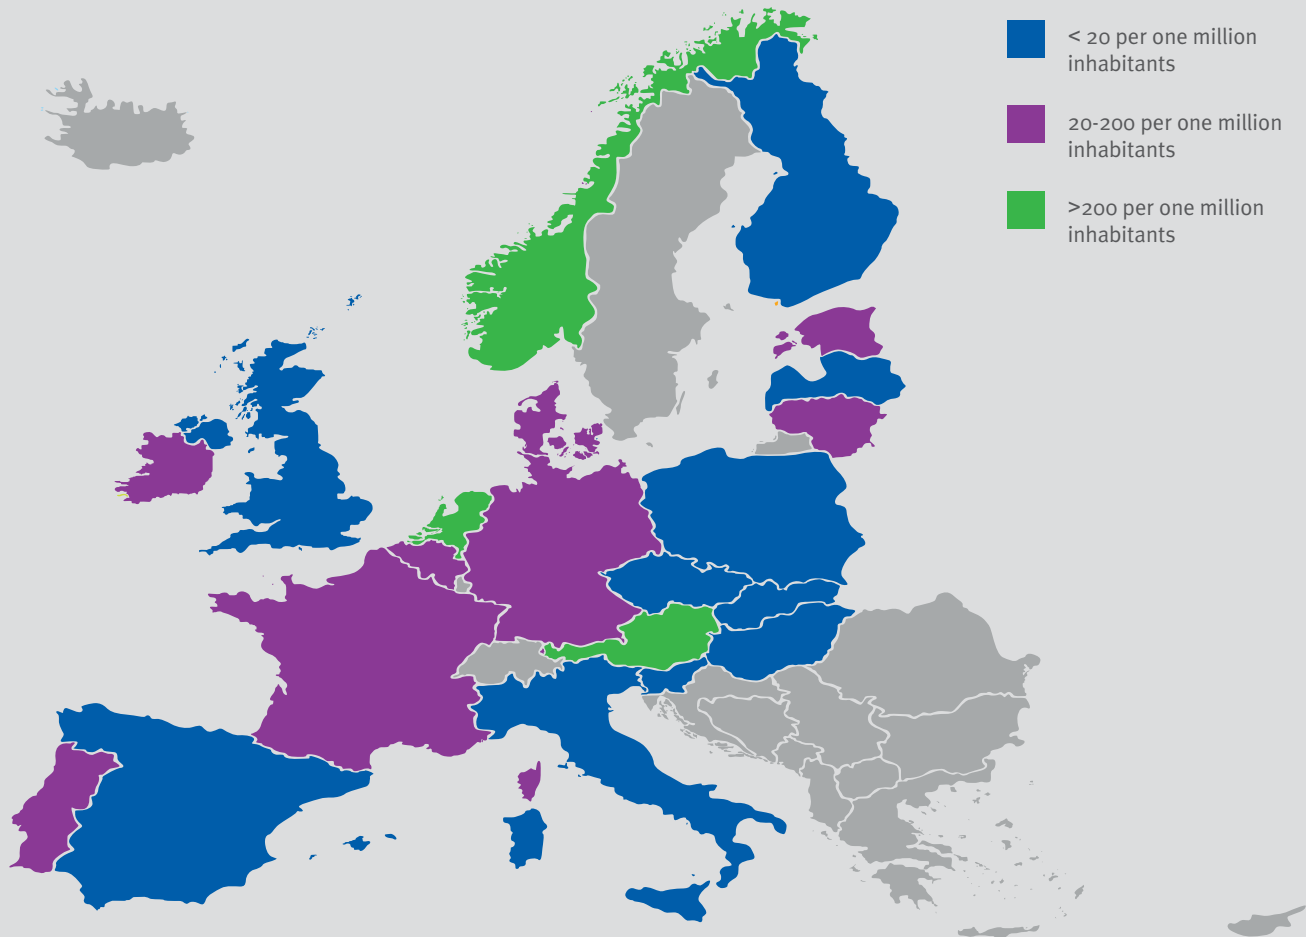 < 20 per one million
inhabitants
20-200 per one million
inhabitants
>200 per one million
inhabitants